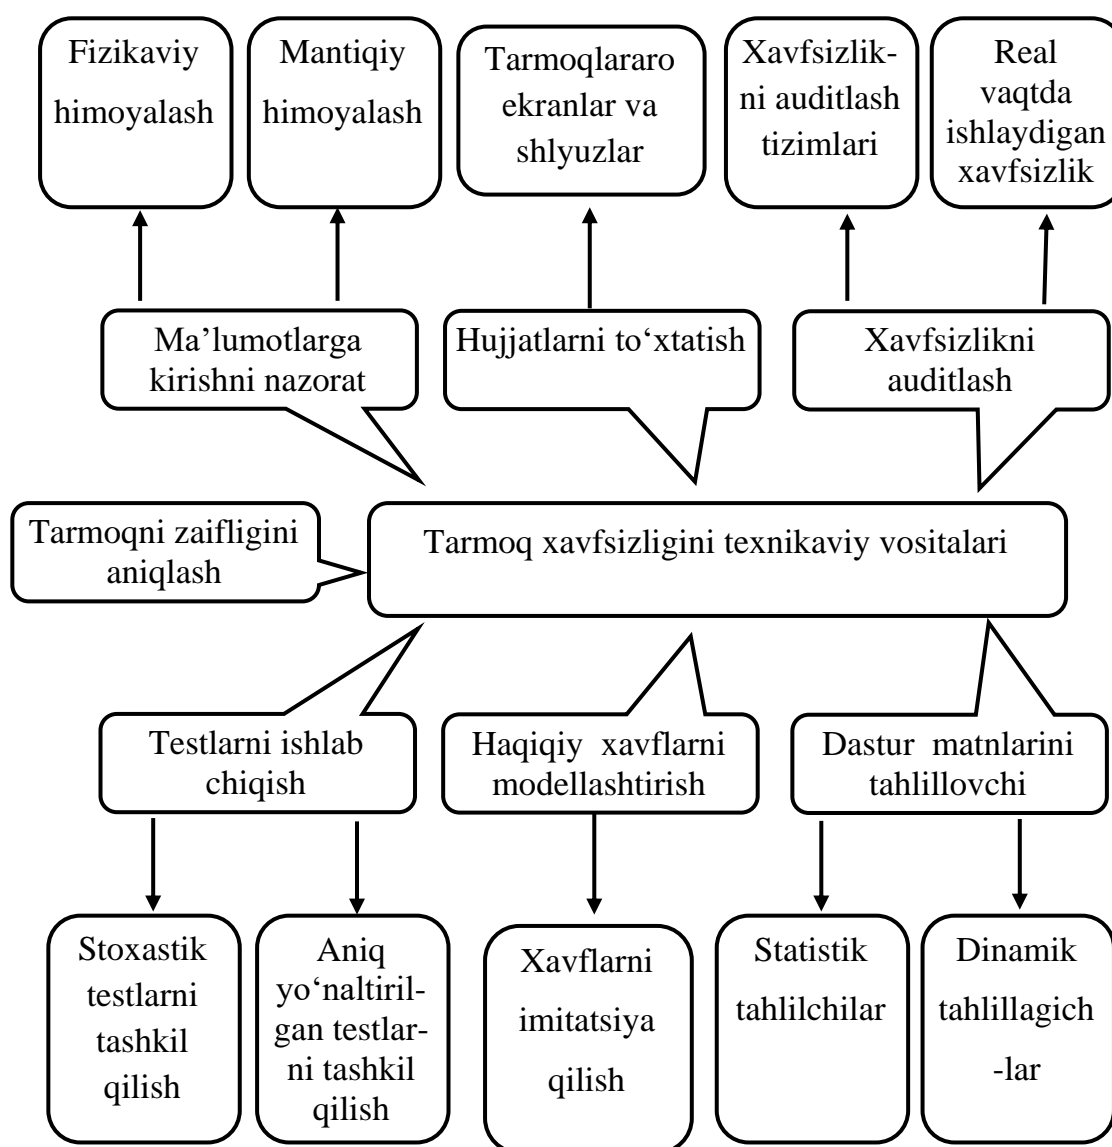 Fizikaviy
himoyalash
Mantiqiy
himoyalash
Tarmoqlararo
ekranlar va
shlyuzlar
Xavfsizlik-
ni auditlash
tizimlari
Real
vaqtda
ishlaydigan
xavfsizlik
Ma’lumotlarga
kirishni nazorat
Hujjatlarni to‘xtatish
Xavfsizlikni
auditlash
Tarmoqni zaifligini
aniqlash
Tarmoq xavfsizligini texnikaviy vositalari
Testlarni ishlab
chiqish
Haqiqiy xavflarni
modellashtirish
Dastur matnlarini
tahlillovchi
Stoxastik
testlarni
tashkil
qilish
Aniq
yo‘naltiril-
gan testlar-
ni tashkil
qilish
Xavflarni
imitatsiya
qilish
Statistik
tahlilchilar
Dinamik
tahlillagich
-lar